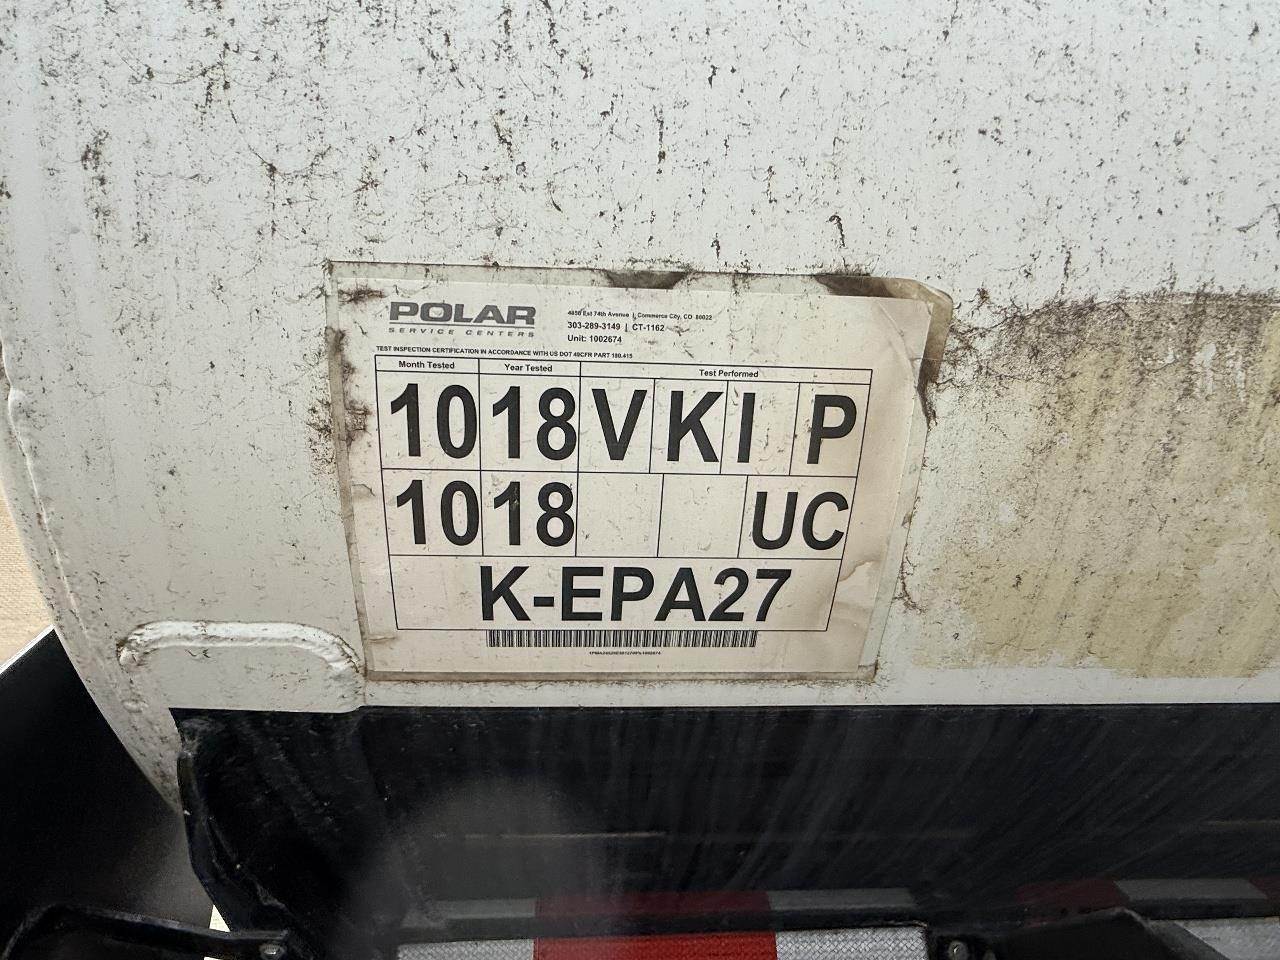 POLAR
SERVICE CENTERS
4850 Est 74th Avenue | Commerce City, CO 80022
303-289-3149 | CT-1162
Unit: 1002674
TEST INSPECTION CERTIFICATION IN ACCORDANCE WITH US DOT 49CFR PART 180.415
Month Tested Year Tested Test Performed
10 18 V K I P
10 18 UC
K-EPA27